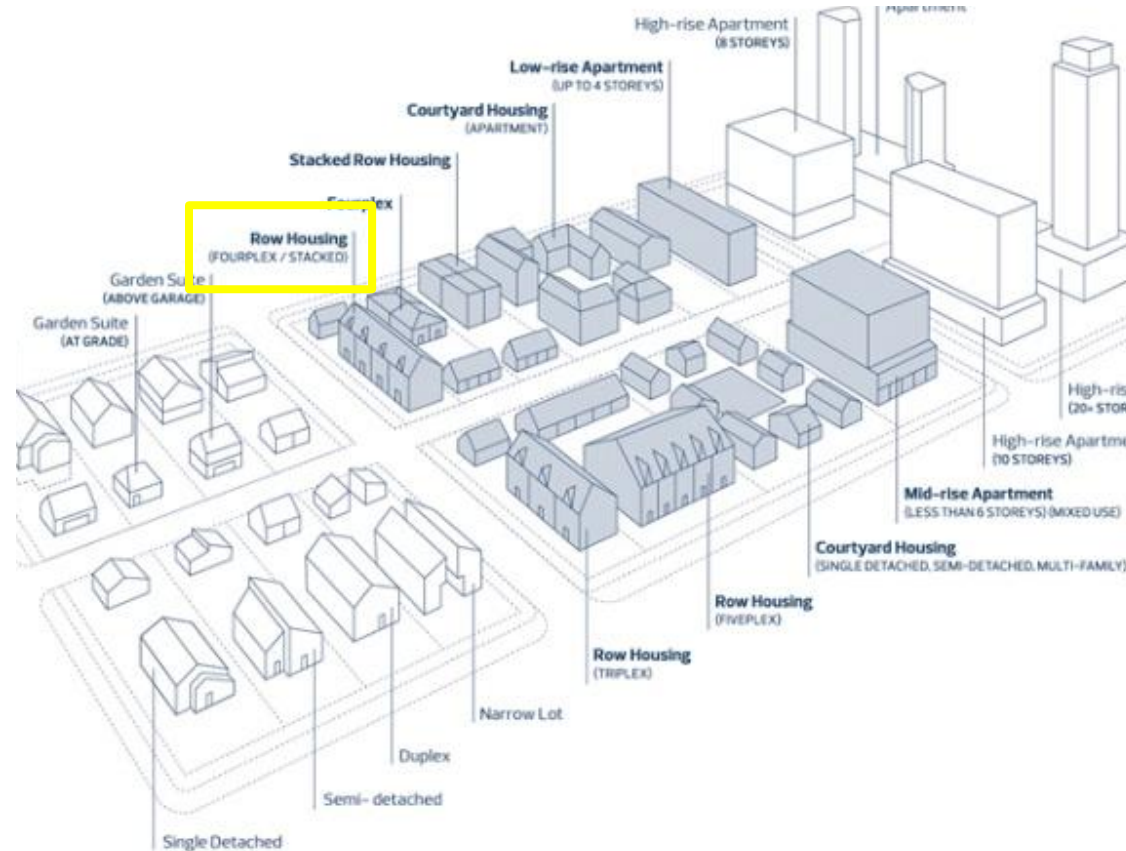 Apartment
High-rise Apartment
(8 STOREYS)
Low-rise Apartment
(UP TO 4 STOREYS)
Courtyard Housing
(APARTMENT)
Stacked Row Housing
Fourplex
Row Housing
(FOURPLEX / STACKED)
Garden Suite
(ABOVE GARAGE)
Garden Suite
(AT GRADE)
High-ris
(20+ STOR
High-rise Apartme
(10 STOREYS)
Mid-rise Apartment
(LESS THAN 6 STOREYS) (MIXED USE)
Courtyard Housing
(SINGLE DETACHED, SEMI-DETACHED, MULTI-FAMILY)
Row Housing
(FIVEPLEX)
Row Housing
(TRIPLEX)
Narrow Lot
Duplex
Semi- detached
Single Detached